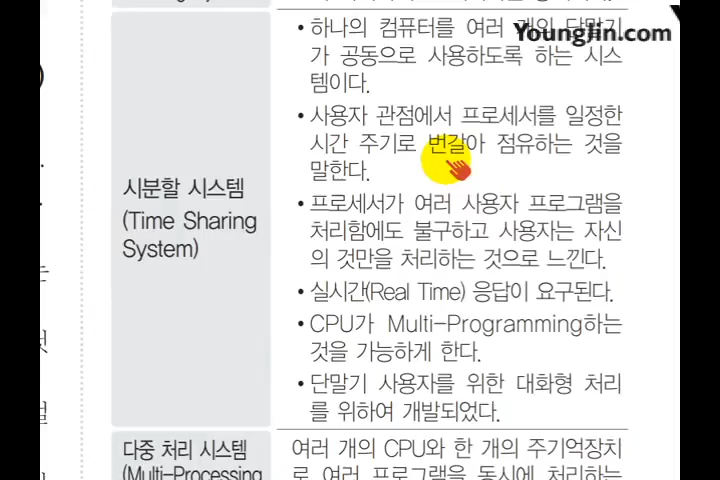 Younglin.com
• 하나의 컴퓨터를 여러 개의 단말기
가 공동으로 사용하도록 하는 시스
템이다.
• 사용자 관점에서 프로세서를 일정한
시간 주기로 번갈아 점유하는 것을
말한다.
시분할 시스템
(Time Sharing
System)
• 프로세서가 여러 사용자 프로그램을
처리함에도 불구하고 사용자는 자신
의 것만을 처리하는 것으로 느낀다.
• 실시간(Real Time) 응답이 요구된다.
• CPU가 Multi-Programming하는
것을 가능하게 한다.
• 단말기 사용자를 위한 대화형 처리
를 위하여 개발되었다.
다중 처리 시스템
(Multi-Processing
여러 개의 CPU와 한 개의 주기억장치
로 여러 프로그램을 동시에 처리하는